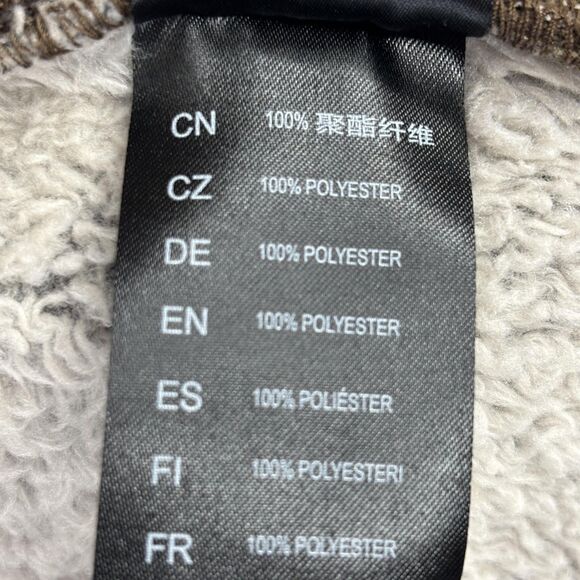 CN 100% 聚酯纤维
CZ 100% POLYESTER
DE 100% POLYESTER
EN 100% POLYESTER
ES 100% POLIÉSTER
FI 100% POLYESTERI
FR 100% POLYESTER